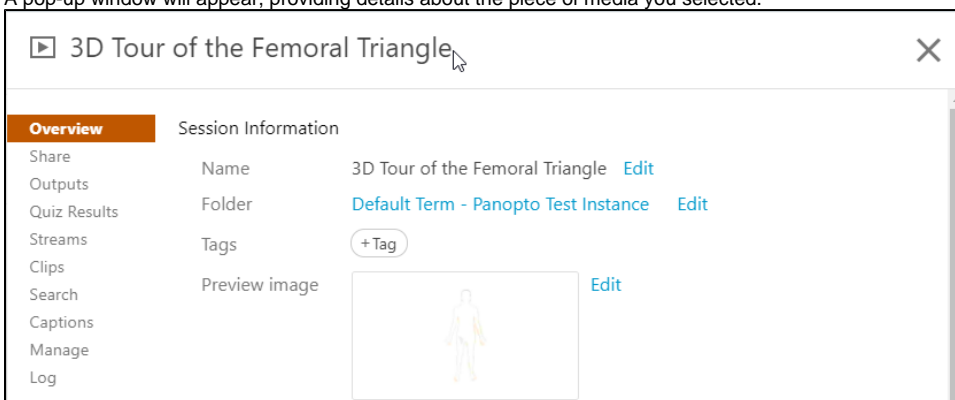 A pop-up window will appear, providing details about the piece of media you selected.
3D Tour of the Femoral Triangle
Overview
Share
Outputs
Quiz Results
Streams
Clips
Search
Captions
Manage
Log
Session Information
Name 3D Tour of the Femoral Triangle Edit
Folder Default Term - Panopto Test Instance Edit
Tags +Tag
Preview image Edit